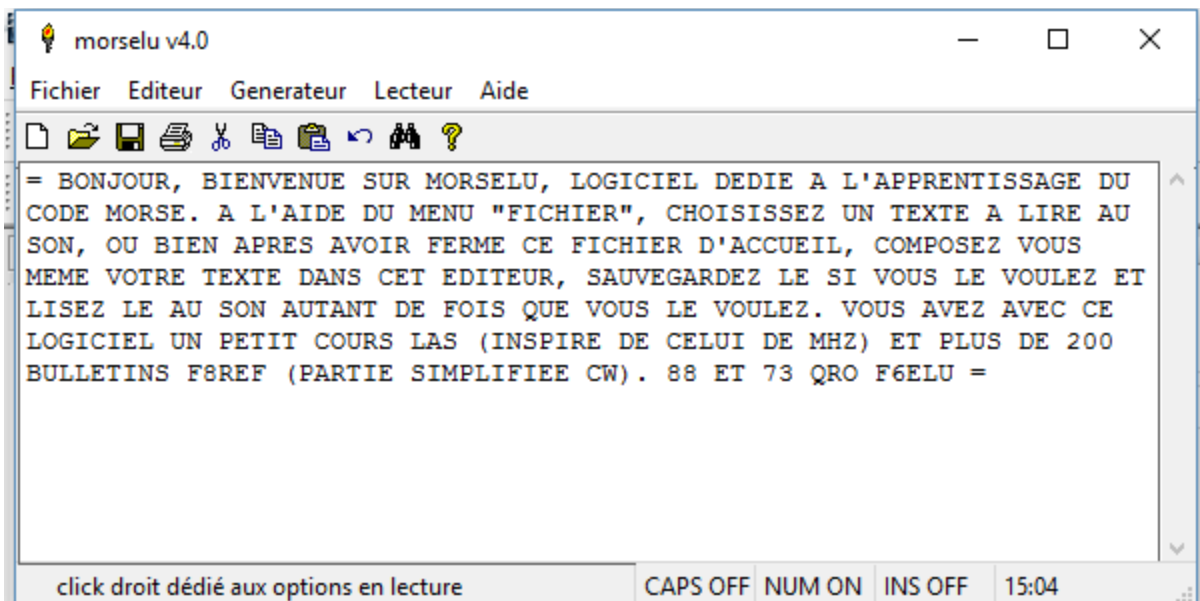 morselu v4.0
Fichier Editeur Generateur Lecteur Aide
= BONJOUR, BIENVENUE SUR MORSELU, LOGICIEL DEDIE A L'APPRENTISSAGE DU
CODE MORSE. A L'AIDE DU MENU "FICHIER", CHOISISSEZ UN TEXTE A LIRE AU
SON, OU BIEN APRES AVOIR FERME CE FICHIER D'ACCUEIL, COMPOSEZ VOUS
MEME VOTRE TEXTE DANS CET EDITEUR, SAUVEGARDEZ LE SI VOUS LE VOULEZ ET
LISEZ LE AU SON AUTANT DE FOIS QUE VOUS LE VOULEZ. VOUS AVEZ AVEC CE
LOGICIEL UN PETIT COURS LAS (INSPIRE DE CELUI DE MHZ) ET PLUS DE 200
BULLETINS F8REF (PARTIE SIMPLIFIEE CW). 88 ET 73 QRO F6ELU =
click droit dédié aux options en lecture CAPS OFF NUM ON INS OFF 15:04